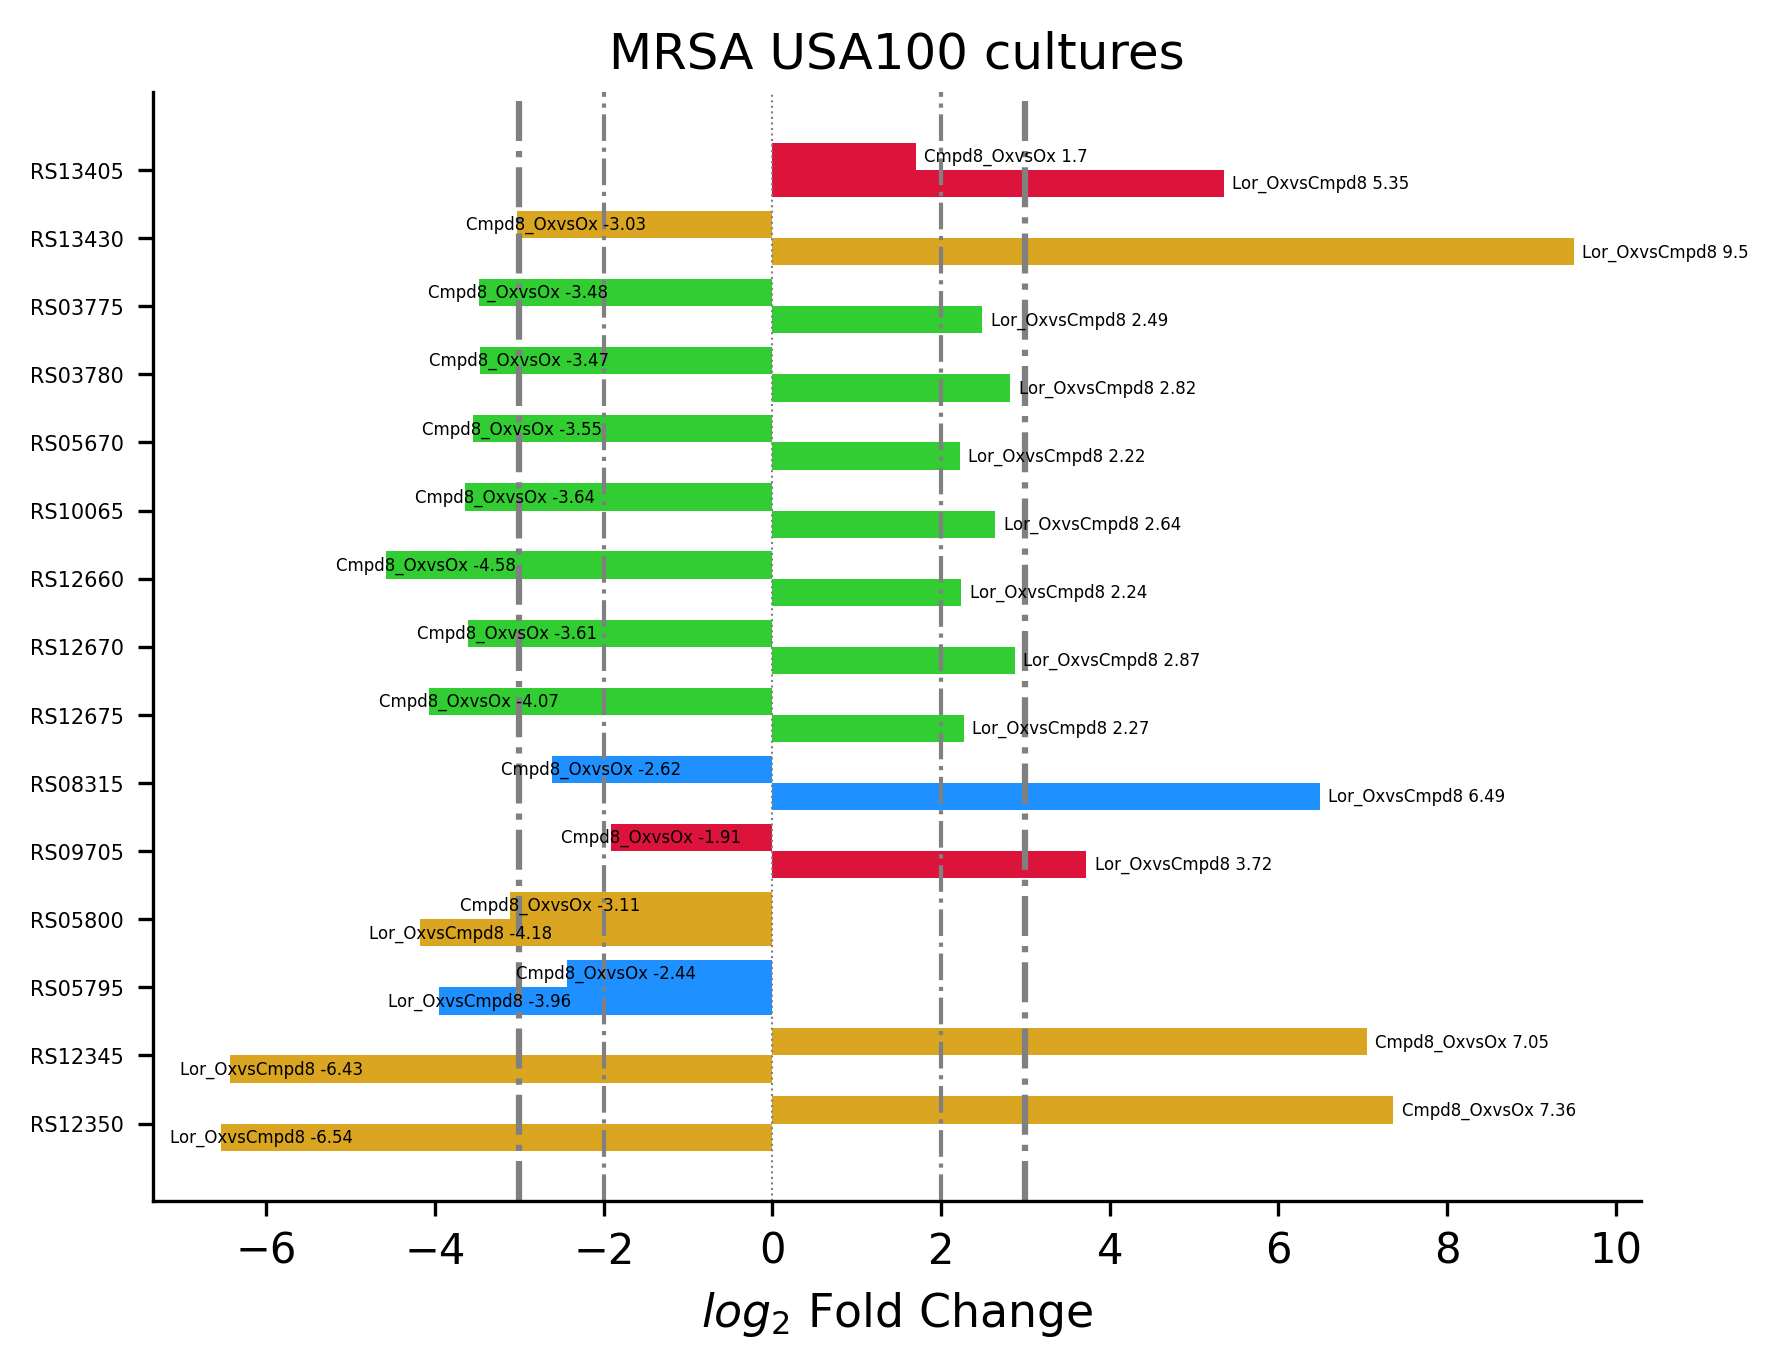 MRSA USA100 cultures
RS13405
Cmpd8_OxvsOx 1.7
Lor_OxvsCmpd8 5.35
RS13430
Cmpd8_OxvsOx -3.03
Lor_OxvsCmpd8 9.5
RS03775
Cmpd8_OxvsOx -3.48
Lor_OxvsCmpd8 2.49
RS03780
Cmpd8_OxvsOx -3.47
Lor_OxvsCmpd8 2.82
RS05670
Cmpd8_OxvsOx -3.55
Lor_OxvsCmpd8 2.22
RS10065
Cmpd8_OxvsOx -3.64
Lor_OxvsCmpd8 2.64
RS12660
Cmpd8_OxvsOx -4.58
Lor_OxvsCmpd8 2.24
RS12670
Cmpd8_OxvsOx -3.61
Lor_OxvsCmpd8 2.87
RS12675
Cmpd8_OxvsOx -4.07
Lor_OxvsCmpd8 2.27
RS08315
Cmpd8_OxvsOx -2.62
Lor_OxvsCmpd8 6.49
RS09705
Cmpd8_OxvsOx -1.91
Lor_OxvsCmpd8 3.72
RS05800
Cmpd8_OxvsOx -3.11
Lor_OxvsCmpd8 -4.18
RS05795
Cmpd8_OxvsOx -2.44
Lor_OxvsCmpd8 -3.96
RS12345
Cmpd8_OxvsOx 7.05
Lor_OxvsCmpd8 -6.43
RS12350
Cmpd8_OxvsOx 7.36
Lor_OxvsCmpd8 -6.54
−6 −4 −2 0 2 4 6 8 10
log₂ Fold Change